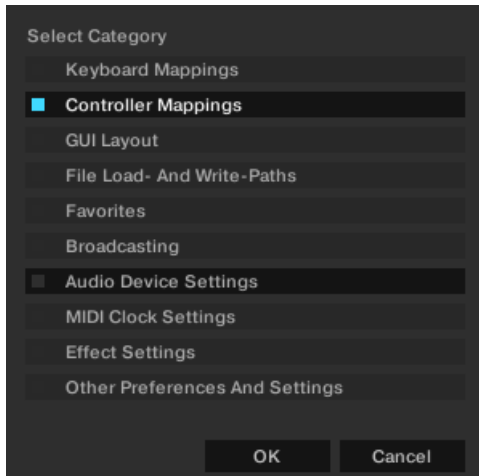 Select Category
Keyboard Mappings
Controller Mappings
GUI Layout
File Load- And Write-Paths
Favorites
Broadcasting
Audio Device Settings
MIDI Clock Settings
Effect Settings
Other Preferences And Settings
OK Cancel